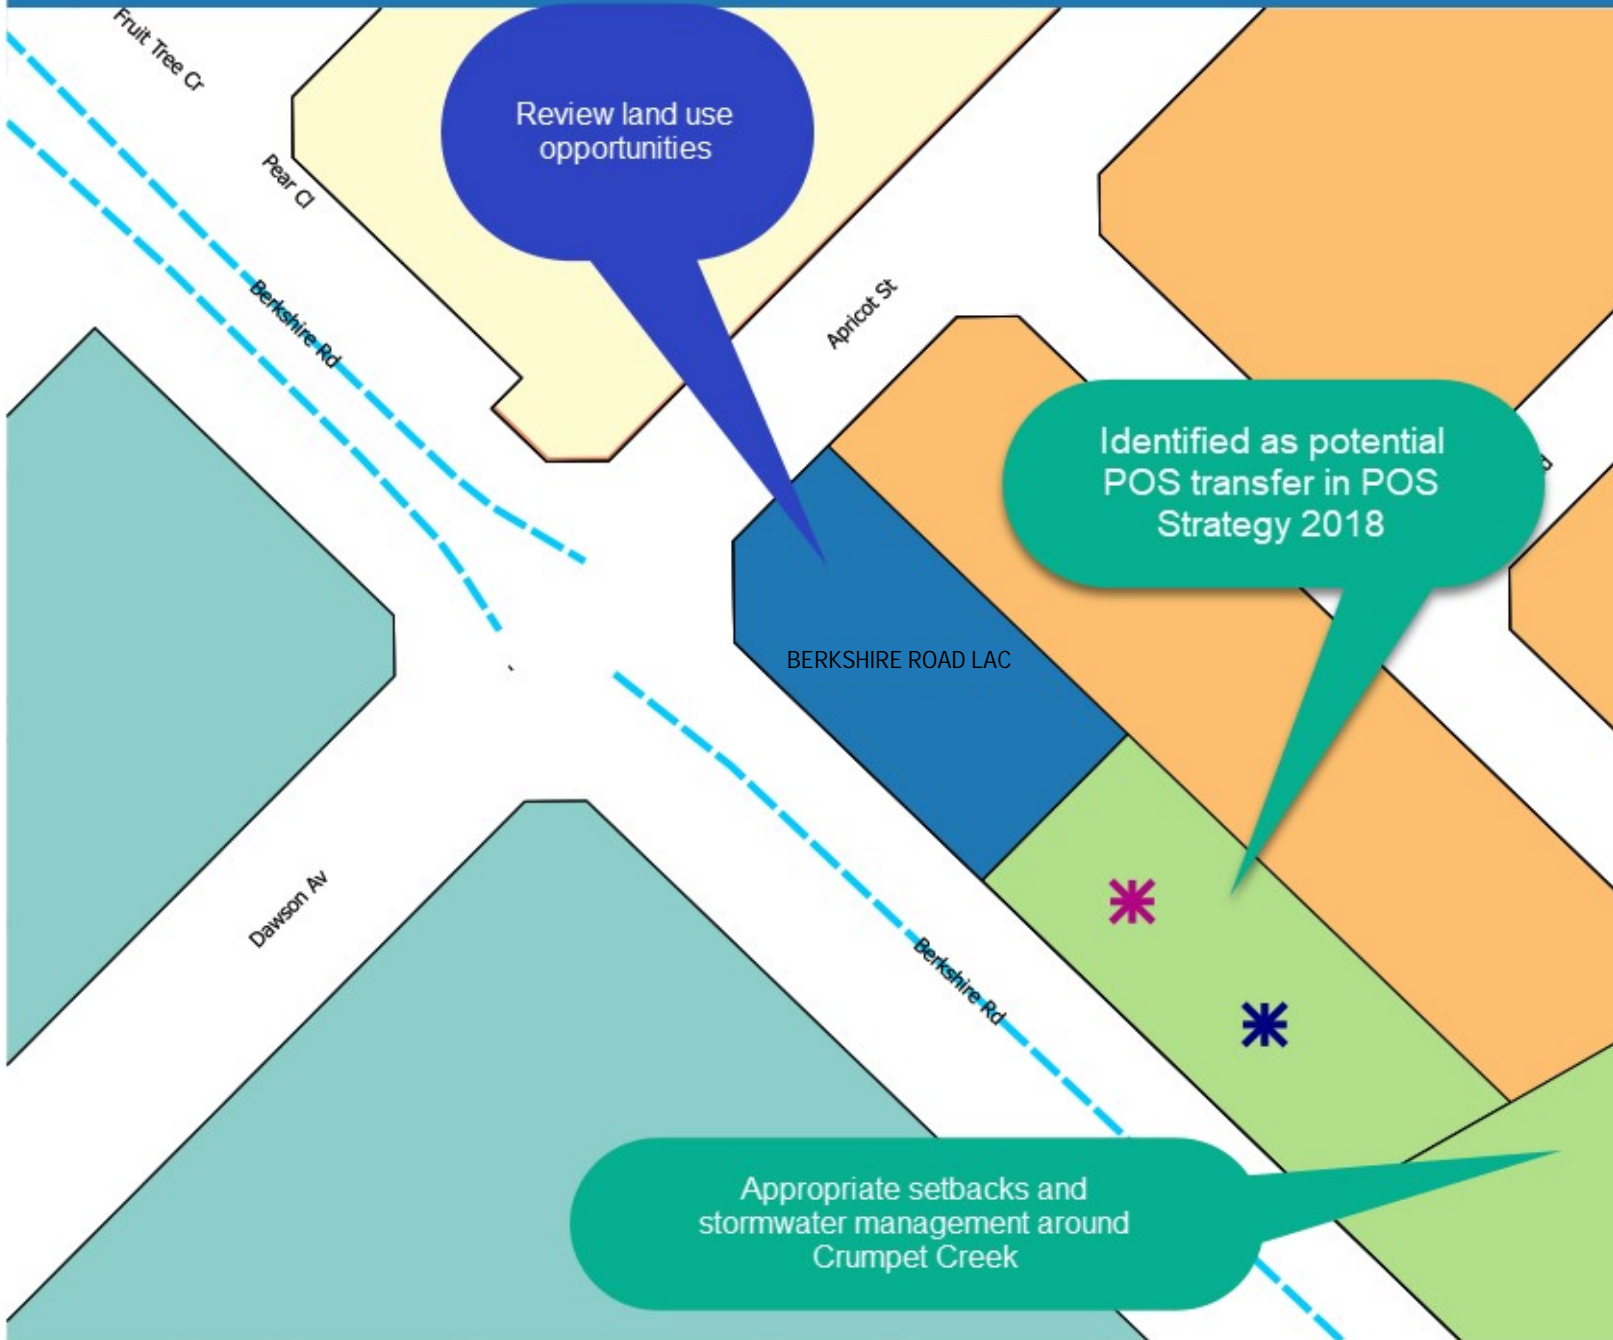 Fruit Tree Cr
Review land use
opportunities
Pear Cl
Berkshire Rd
Apricot St
Identified as potential
POS transfer in POS
Strategy 2018
BERKSHIRE ROAD LAC
Dawson Av
Berkshire Rd
Appropriate setbacks and
stormwater management around
Crumpet Creek